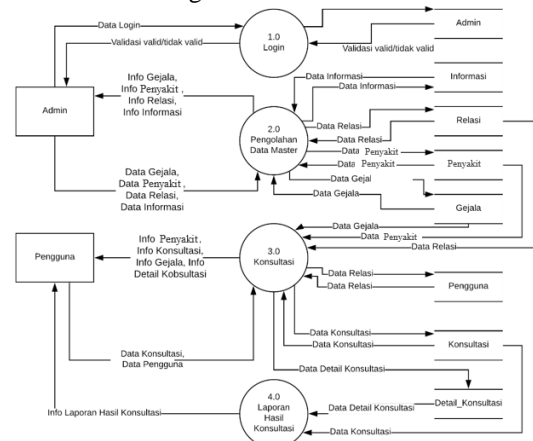 Data Login
Validasi valid/tidak valid
1.0
Login
Validasi valid/tidak valid
Admin
Info Gejala,
Info Penyakit ,
Info Relasi,
Info Informasi
Data Informasi
Data Informasi
Informasi
Admin
2.0
Pengolahan
Data Master
Data Relasi
Data Relasi
Relasi
Data Penyakit
Data Penyakit
Penyakit
Data Gejal
Data Gejala
Gejala
Data Gejala,
Data Penyakit,
Data Relasi,
Data Informasi
Data Gejala
Data Penyakit
Data Relasi
Pengguna
Info Penyakit,
Info Konsultasi,
Info Gejala, Info
Detail Kobsultasi
3.0
Konsultasi
Data Relasi
Data Relasi
Pengguna
Data Konsultasi
Data Konsultasi
Konsultasi
Data Konsultasi,
Data Pengguna
Data Detail Konsultasi
4.0
Laporan
Hasil
Konsultasi
Info Laporan Hasil Konsultasi
Data Detail Konsultasi
Detail_Konsultasi
Data Konsultasi